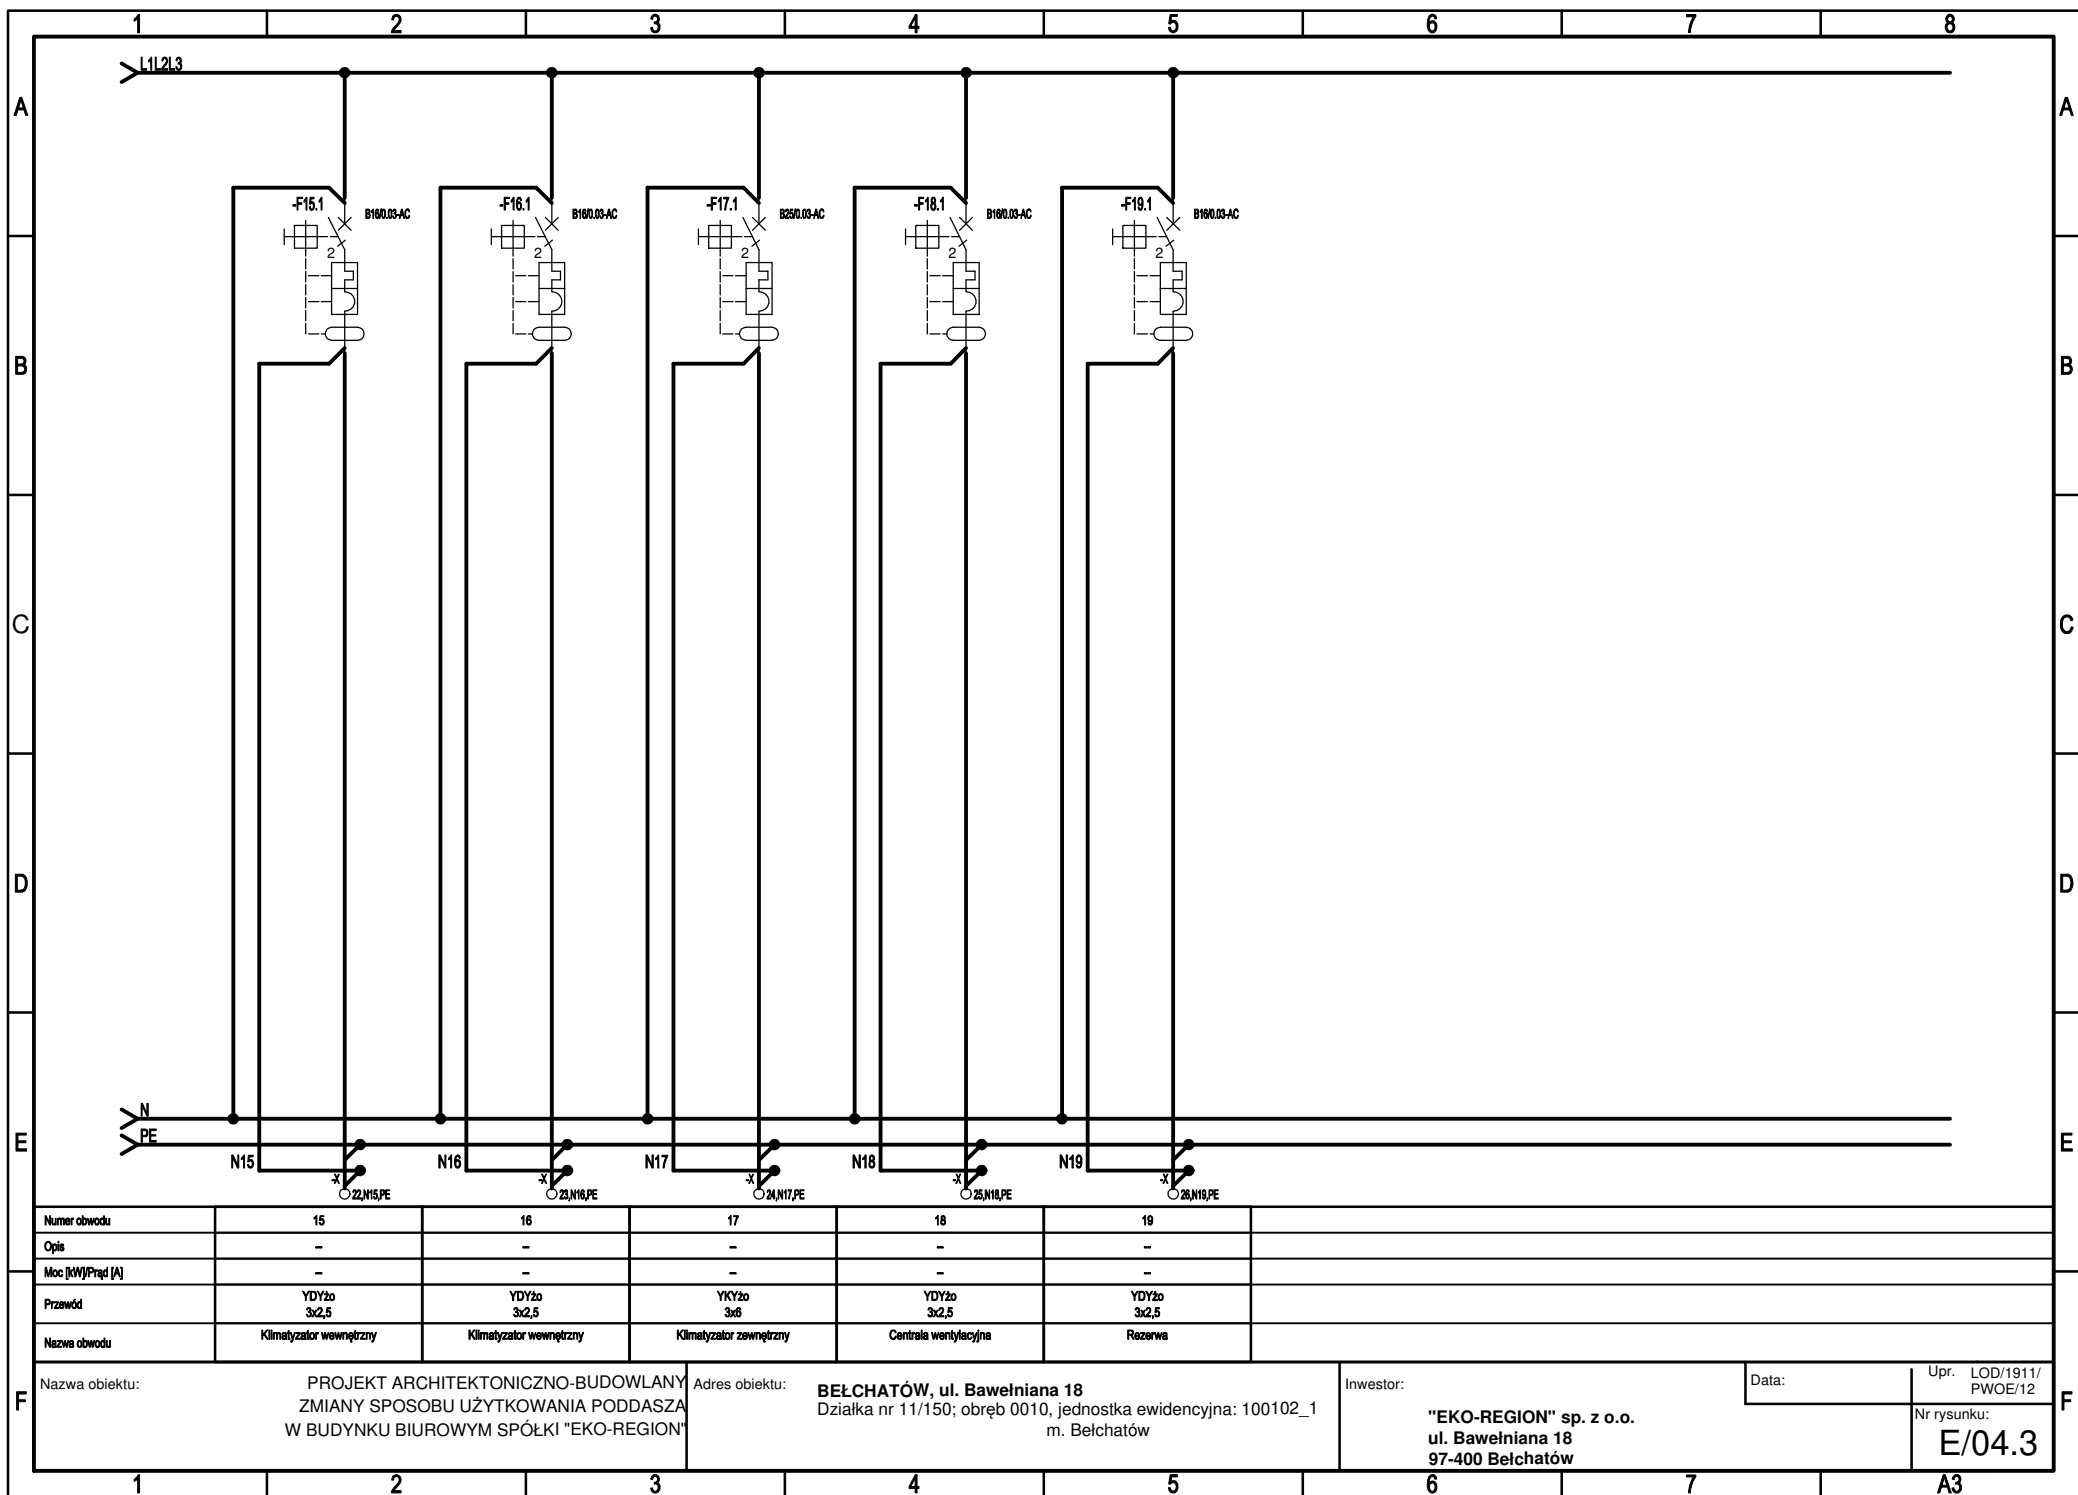 1 2 3 4 5 6 7 8
L1L2L3
A A
-F15.1 B16/0.03-AC -F16.1 B16/0.03-AC -F17.1 B25/0.03-AC -F18.1 B16/0.03-AC -F19.1 B16/0.03-AC
2 2 2 2 2
B B
C C
D D
N
PE
E E
N15 N16 N17 N18 N19
-X -X -X -X -X
22,N15,PE 23,N16,PE 24,N17,PE 25,N18,PE 26,N19,PE
Numer obwodu 15 16 17 18 19
Opis – – – – –
Moc [kW]/Prąd [A] – – – – –
Przewód YDYżo YDYżo YKYżo YDYżo YDYżo
3x2,5 3x2,5 3x6 3x2,5 3x2,5
Nazwa obwodu Klimatyzator wewnętrzny Klimatyzator wewnętrzny Klimatyzator zewnętrzny Centrala wentylacyjna Rezerwa
F F
Nazwa obiektu:
PROJEKT ARCHITEKTONICZNO-BUDOWLANY
ZMIANY SPOSOBU UŻYTKOWANIA PODDASZA
W BUDYNKU BIUROWYM SPÓŁKI "EKO-REGION"
Adres obiektu:
BEŁCHATÓW, ul. Bawełniana 18
Działka nr 11/150; obręb 0010, jednostka ewidencyjna: 100102_1
m. Bełchatów
Inwestor:
"EKO-REGION" sp. z o.o.
ul. Bawełniana 18
97-400 Bełchatów
Data:
Upr. LOD/1911/
PWOE/12
Nr rysunku:
E/04.3
1 2 3 4 5 6 7 A3